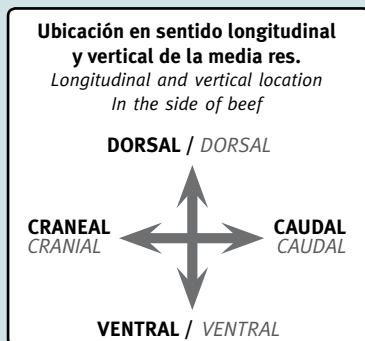 Ubicación en sentido longitudinal
y vertical de la media res.
Longitudinal and vertical location
In the side of beef
DORSAL / DORSAL
CRANEAL
CRANIAL
CAUDAL
CAUDAL
VENTRAL / VENTRAL